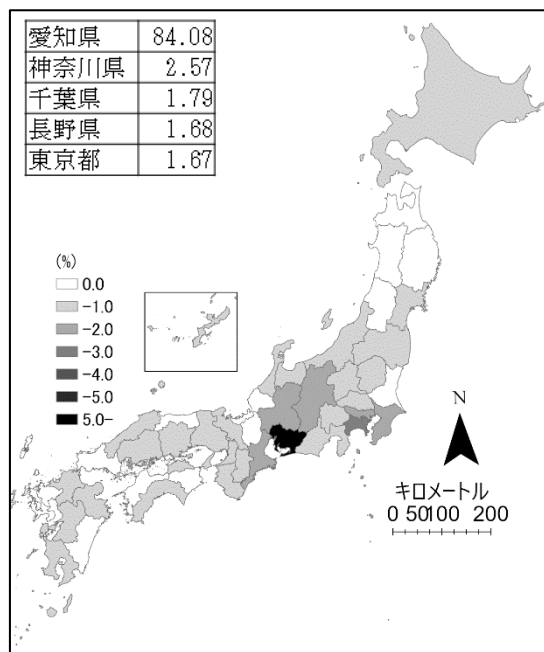 愛知県 84.08
神奈川県 2.57
千葉県 1.79
長野県 1.68
東京都 1.67
(%)
0.0
-1.0
-2.0
-3.0
-4.0
-5.0
5.0-
N
キロメートル
0 50100 200